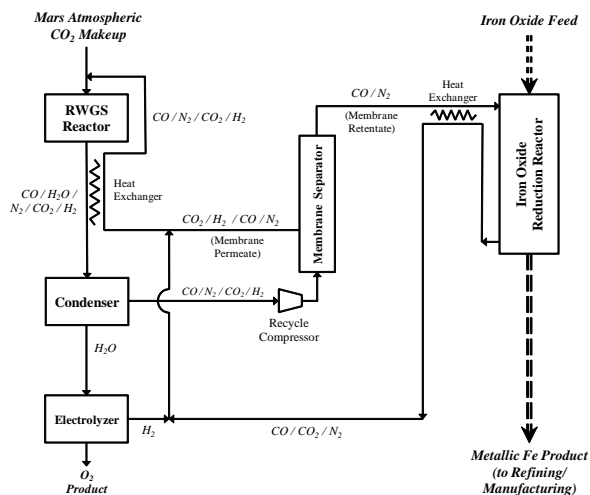 Mars Atmospheric
CO2 Makeup
Iron Oxide Feed
RWGS
Reactor
CO / N2 / CO2 / H2
CO / N2
(Membrane
Retentate)
Heat
Exchanger
Iron Oxide
Reduction Reactor
CO / H2O /
N2 / CO2 / H2
Heat
Exchanger
Membrane Separator
CO2 / H2 / CO / N2
(Membrane
Permeate)
Condenser
CO / N2 / CO2 / H2
Recycle
Compressor
H2O
Electrolyzer
H2
CO / CO2 / N2
O2
Product
Metallic Fe Product
(to Refining/
Manufacturing)